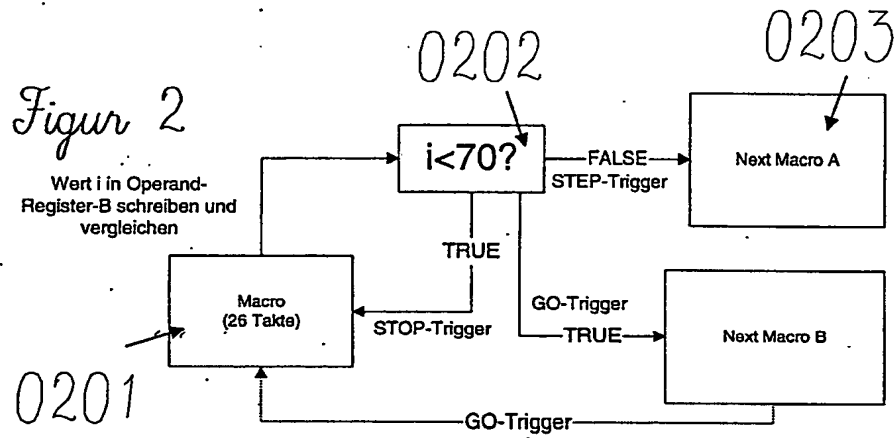 0202
0203
Figur 2
i<70?
FALSE
STEP-Trigger
Next Macro A
Wert i in Operand-
Register-B schreiben und
vergleichen
TRUE
Macro
(26 Takte)
STOP-Trigger
GO-Trigger
TRUE
Next Macro B
0201
GO-Trigger